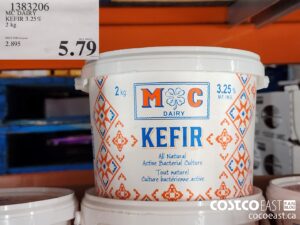 1383206
MC DAIRY
KEFIR 3.25%
2 kg
2.895
5.79
2 kg
M C
DAIRY
3.25%
M.F.
KEFIR
All Natural
Active Bacterial Culture
Tout naturel
Culture bactérienne active
COSTCO EAST
cocoeast.ca